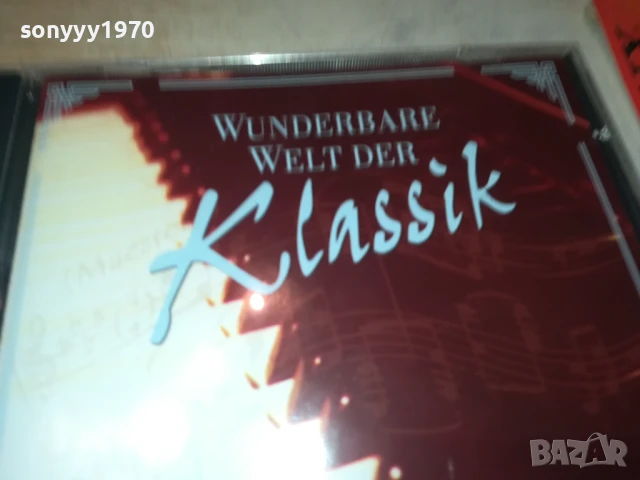 sonyyy1970
WUNDERBARE
WELT DER
Klassik
BAZAR